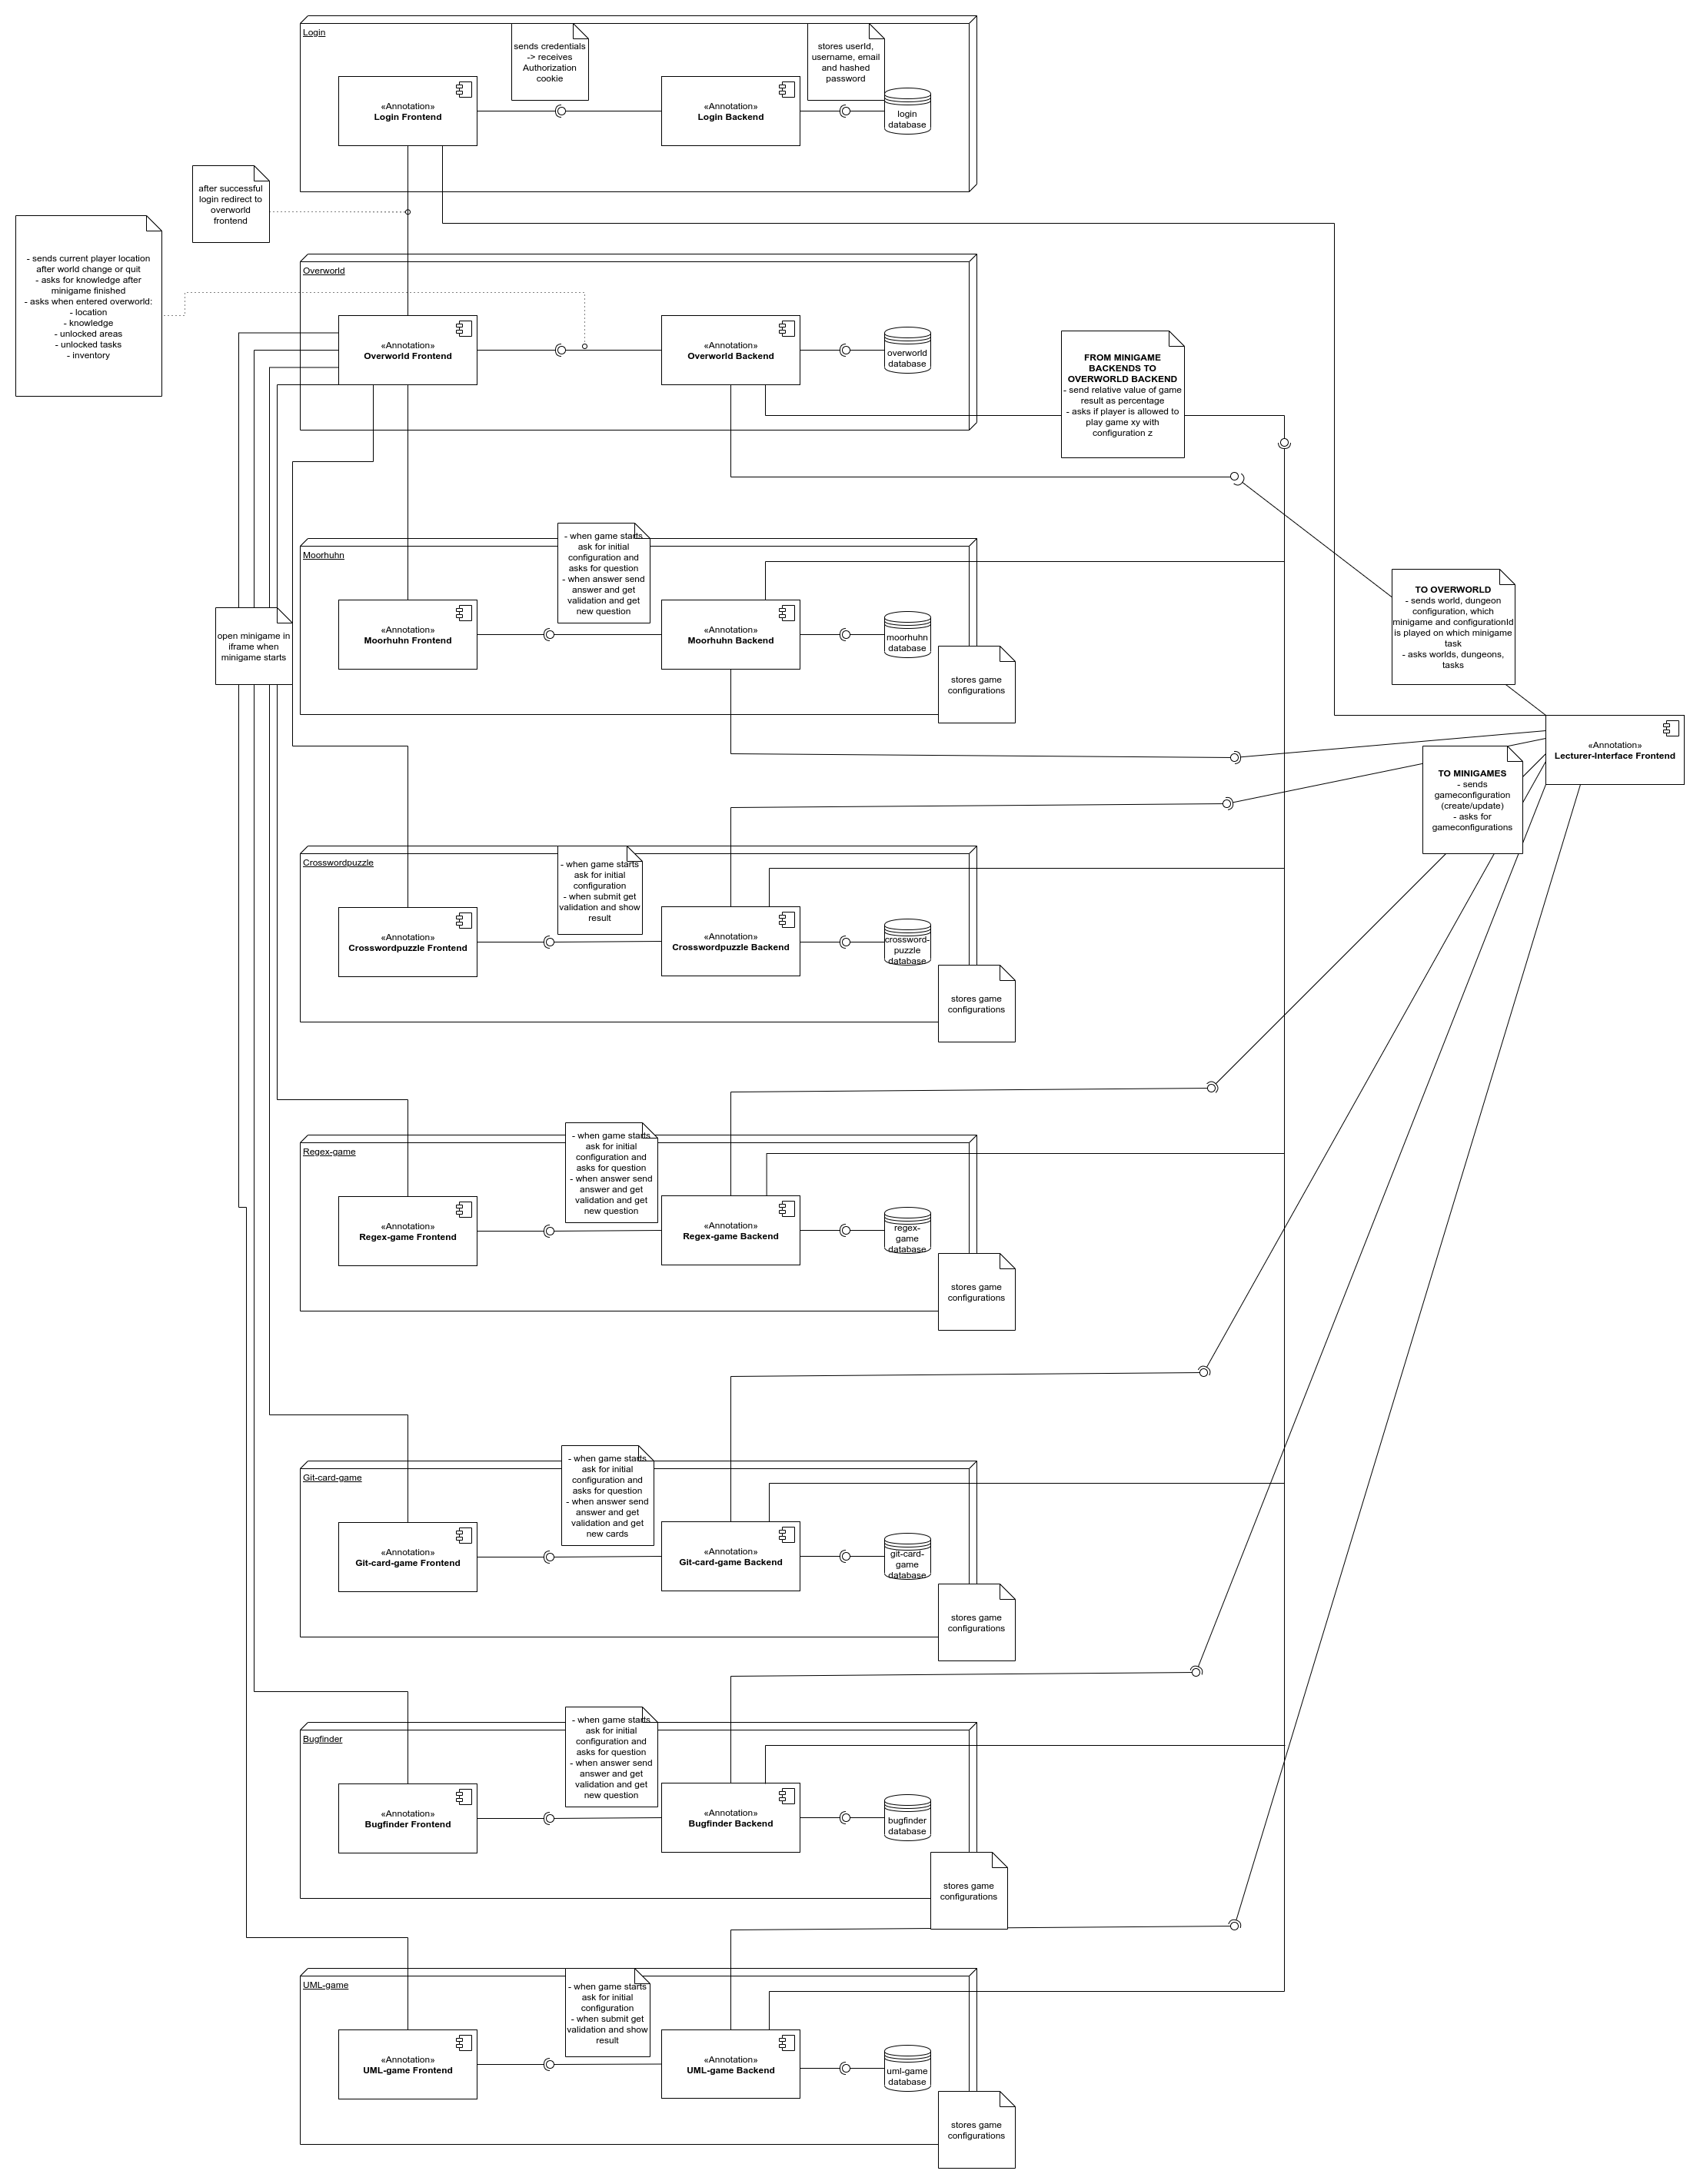 Login
sends credentials
-> receives
Authorization
cookie
stores userId,
username, email
and hashed
password
«Annotation»
Login Frontend
«Annotation»
Login Backend
login
database
after successful
login redirect to
overworld
frontend
- sends current player location
after world change or quit
- asks for knowledge after
minigame finished
- asks when entered overworld:
- location
- knowledge
- unlocked areas
- unlocked tasks
- inventory
Overworld
«Annotation»
Overworld Frontend
«Annotation»
Overworld Backend
overworld
database
FROM MINIGAME
BACKENDS TO
OVERWORLD BACKEND
- send relative value of game
result as percentage
- asks if player is allowed to
play game xy with
configuration z
Moorhuhn
- when game starts
ask for initial
configuration and
asks for question
- when answer send
answer and get
validation and get
new question
«Annotation»
Moorhuhn Frontend
«Annotation»
Moorhuhn Backend
moorhuhn
database
stores game
configurations
open minigame in
iframe when
minigame starts
TO OVERWORLD
- sends world, dungeon
configuration, which
minigame and configurationId
is played on which minigame
task
- asks worlds, dungeons,
tasks
«Annotation»
Lecturer-Interface Frontend
TO MINIGAMES
- sends
gameconfiguration
(create/update)
- asks for
gameconfigurations
Crosswordpuzzle
- when game starts
ask for initial
configuration
- when submit get
validation and show
result
«Annotation»
Crosswordpuzzle Frontend
«Annotation»
Crosswordpuzzle Backend
crossword-
puzzle
database
stores game
configurations
Regex-game
- when game starts
ask for initial
configuration and
asks for question
- when answer send
answer and get
validation and get
new question
«Annotation»
Regex-game Frontend
«Annotation»
Regex-game Backend
regex-
game
database
stores game
configurations
Git-card-game
- when game starts
ask for initial
configuration and
asks for question
- when answer send
answer and get
validation and get
new cards
«Annotation»
Git-card-game Frontend
«Annotation»
Git-card-game Backend
git-card-
game
database
stores game
configurations
Bugfinder
- when game starts
ask for initial
configuration and
asks for question
- when answer send
answer and get
validation and get
new question
«Annotation»
Bugfinder Frontend
«Annotation»
Bugfinder Backend
bugfinder
database
stores game
configurations
UML-game
- when game starts
ask for initial
configuration
- when submit get
validation and show
result
«Annotation»
UML-game Frontend
«Annotation»
UML-game Backend
uml-game
database
stores game
configurations